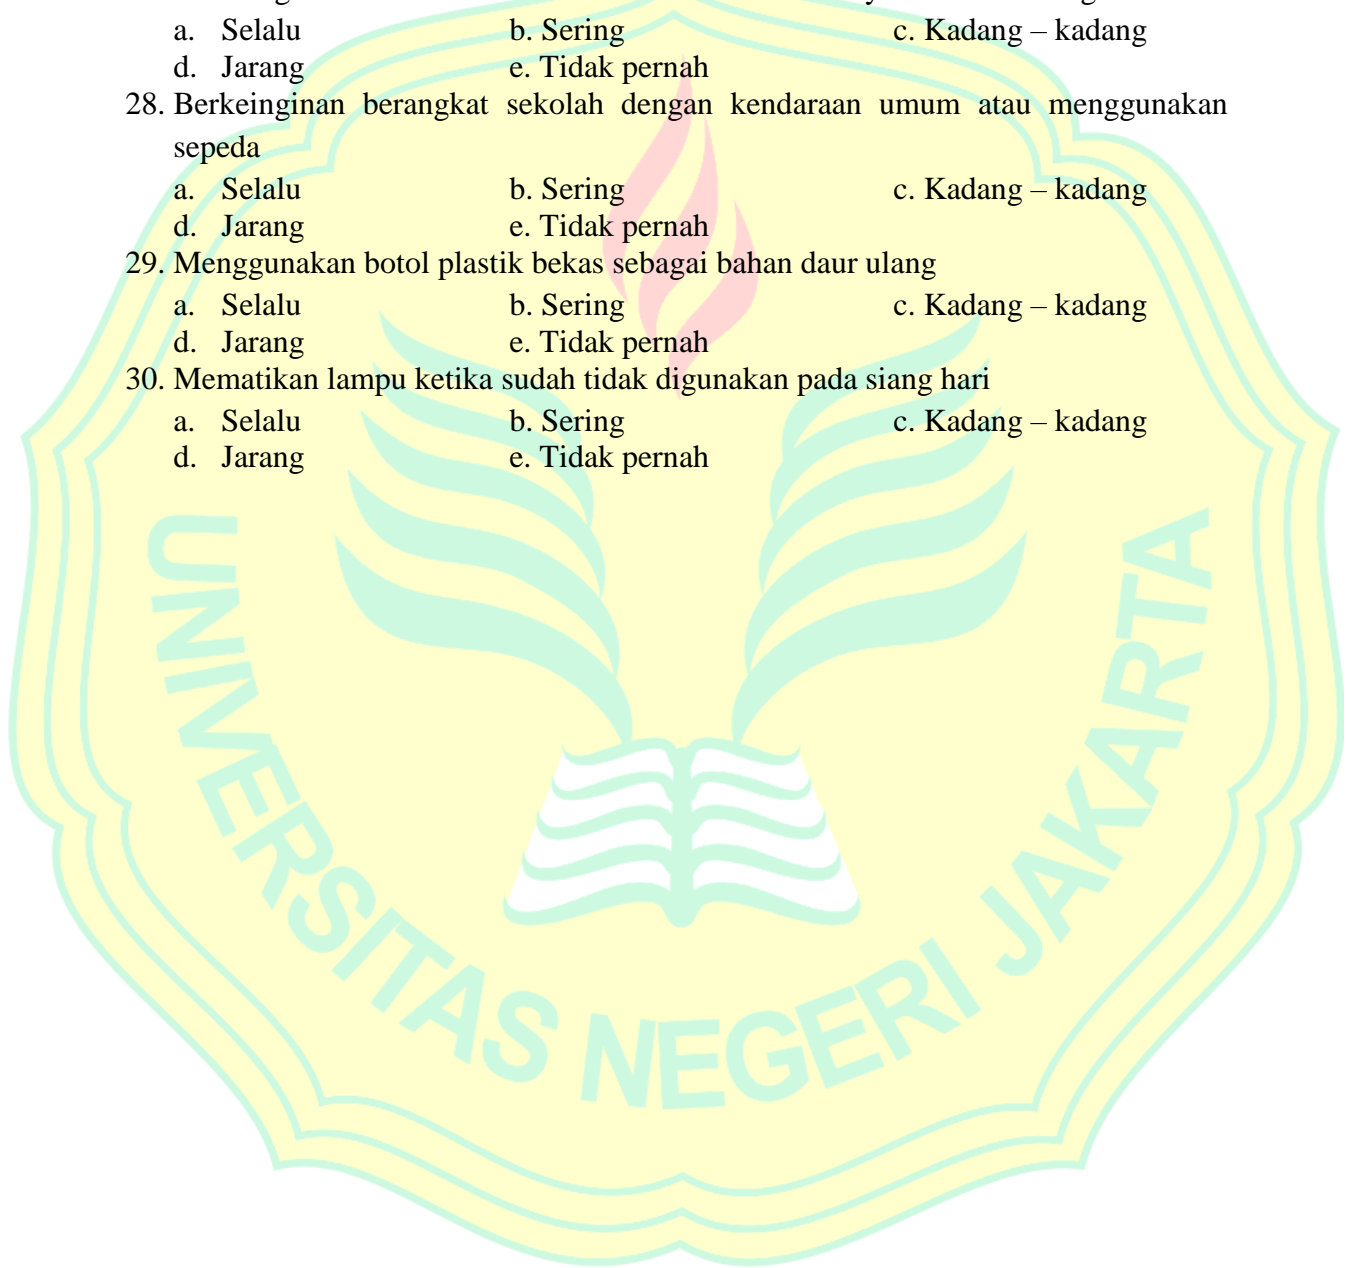 a. Selalu b. Sering c. Kadang – kadang
d. Jarang e. Tidak pernah
28. Berkeinginan berangkat sekolah dengan kendaraan umum atau menggunakan
sepeda
a. Selalu b. Sering c. Kadang – kadang
d. Jarang e. Tidak pernah
29. Menggunakan botol plastik bekas sebagai bahan daur ulang
a. Selalu b. Sering c. Kadang – kadang
d. Jarang e. Tidak pernah
30. Mematikan lampu ketika sudah tidak digunakan pada siang hari
a. Selalu b. Sering c. Kadang – kadang
d. Jarang e. Tidak pernah
UNIVERSITAS NEGERI JAKARTA